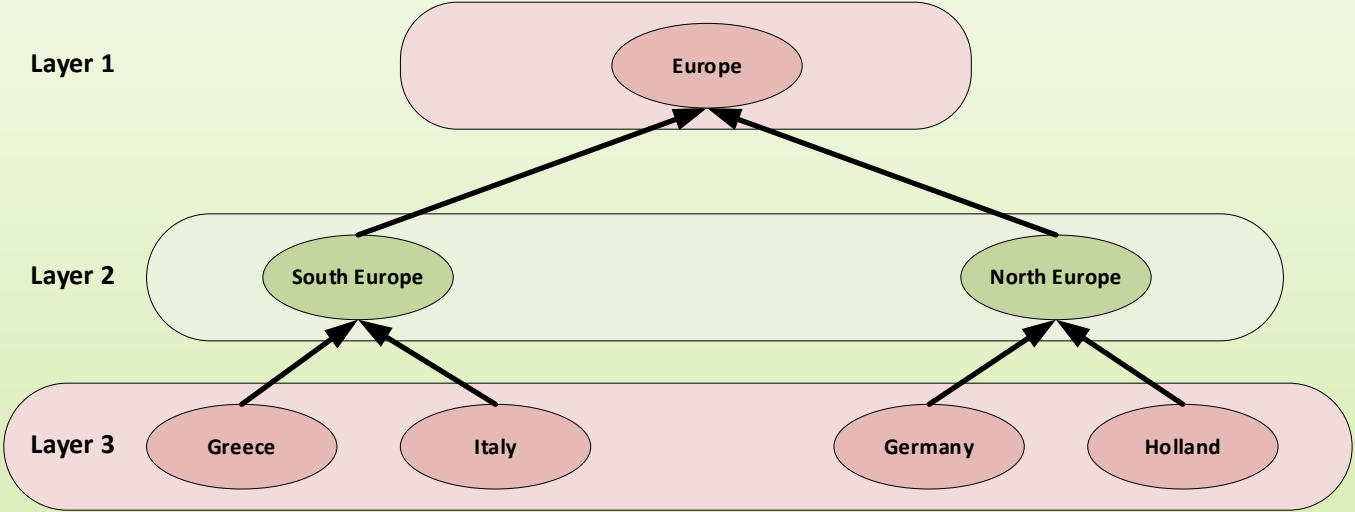 Layer 1
Europe
Layer 2
South Europe
North Europe
Layer 3
Greece
Italy
Germany
Holland